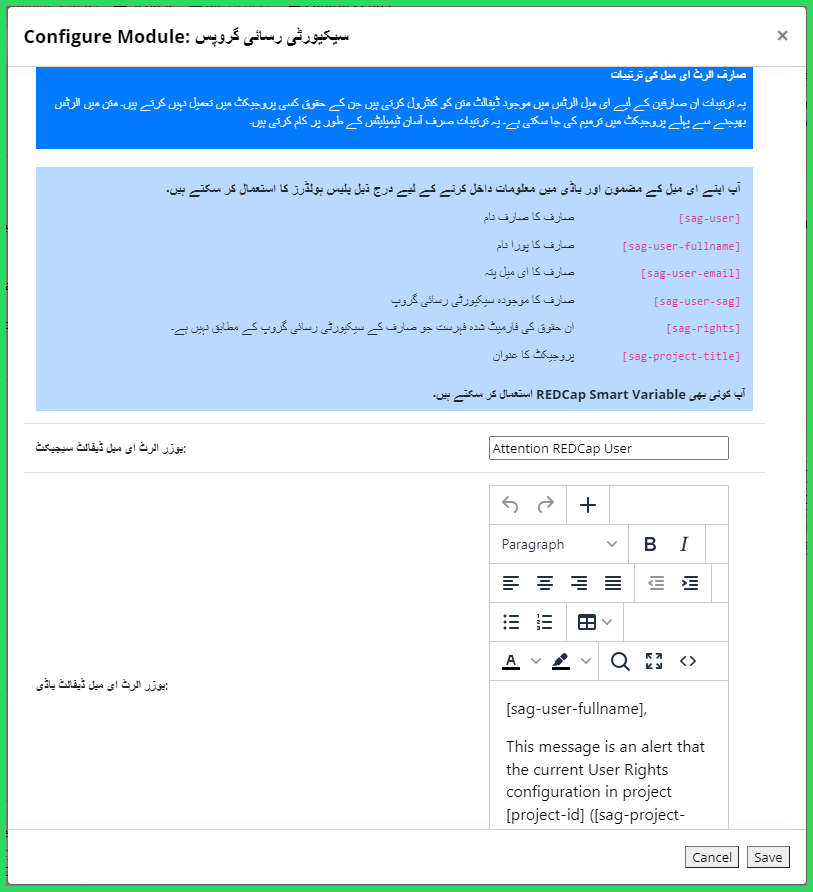 Configure Module: سیکیورٹی رسائی گروپس
×
صارف الرٹ ای میل کی ترتیبات
یہ ترتیبات ان صارفین کے لیے ای میل الرٹس میں موجود ڈیفالٹ متن کو کنٹرول کرتی ہیں جن کے حقوق کسی پروجیکٹ میں تعمیل نہیں کرتے ہیں۔ متن میں الرٹس
بھیجنے سے پہلے پروجیکٹ میں ترمیم کی جا سکتی ہے۔ یہ ترتیبات صرف آسان ٹیمپلیٹس کے طور پر کام کرتی ہیں۔
آپ اپنے ای میل کے مضمون اور باڈی میں معلومات داخل کرنے کے لیے درج ذیل پلیس ہولڈرز کا استعمال کر سکتے ہیں۔
[sag-user] صارف کا صارف نام
[sag-user-fullname] صارف کا پورا نام
[sag-user-email] صارف کا ای میل پتہ
[sag-user-sag] صارف کا موجودہ سیکیورٹی رسائی گروپ
[sag-rights] ان حقوق کی فارمیٹ شدہ فہرست جو صارف کے سیکیورٹی رسائی گروپ کے مطابق نہیں ہے۔
[sag-project-title] پروجیکٹ کا عنوان
آپ کوئی بھی REDCap Smart Variable استعمال کر سکتے ہیں۔
یوزر الرٹ ای میل ڈیفالٹ سبجیکٹ:
Attention REDCap User
Paragraph
B I
یوزر الرٹ ای میل ڈیفالٹ باڈی:
[sag-user-fullname],
This message is an alert that
the current User Rights
configuration in project
[project-id] ([sag-project-
Cancel Save